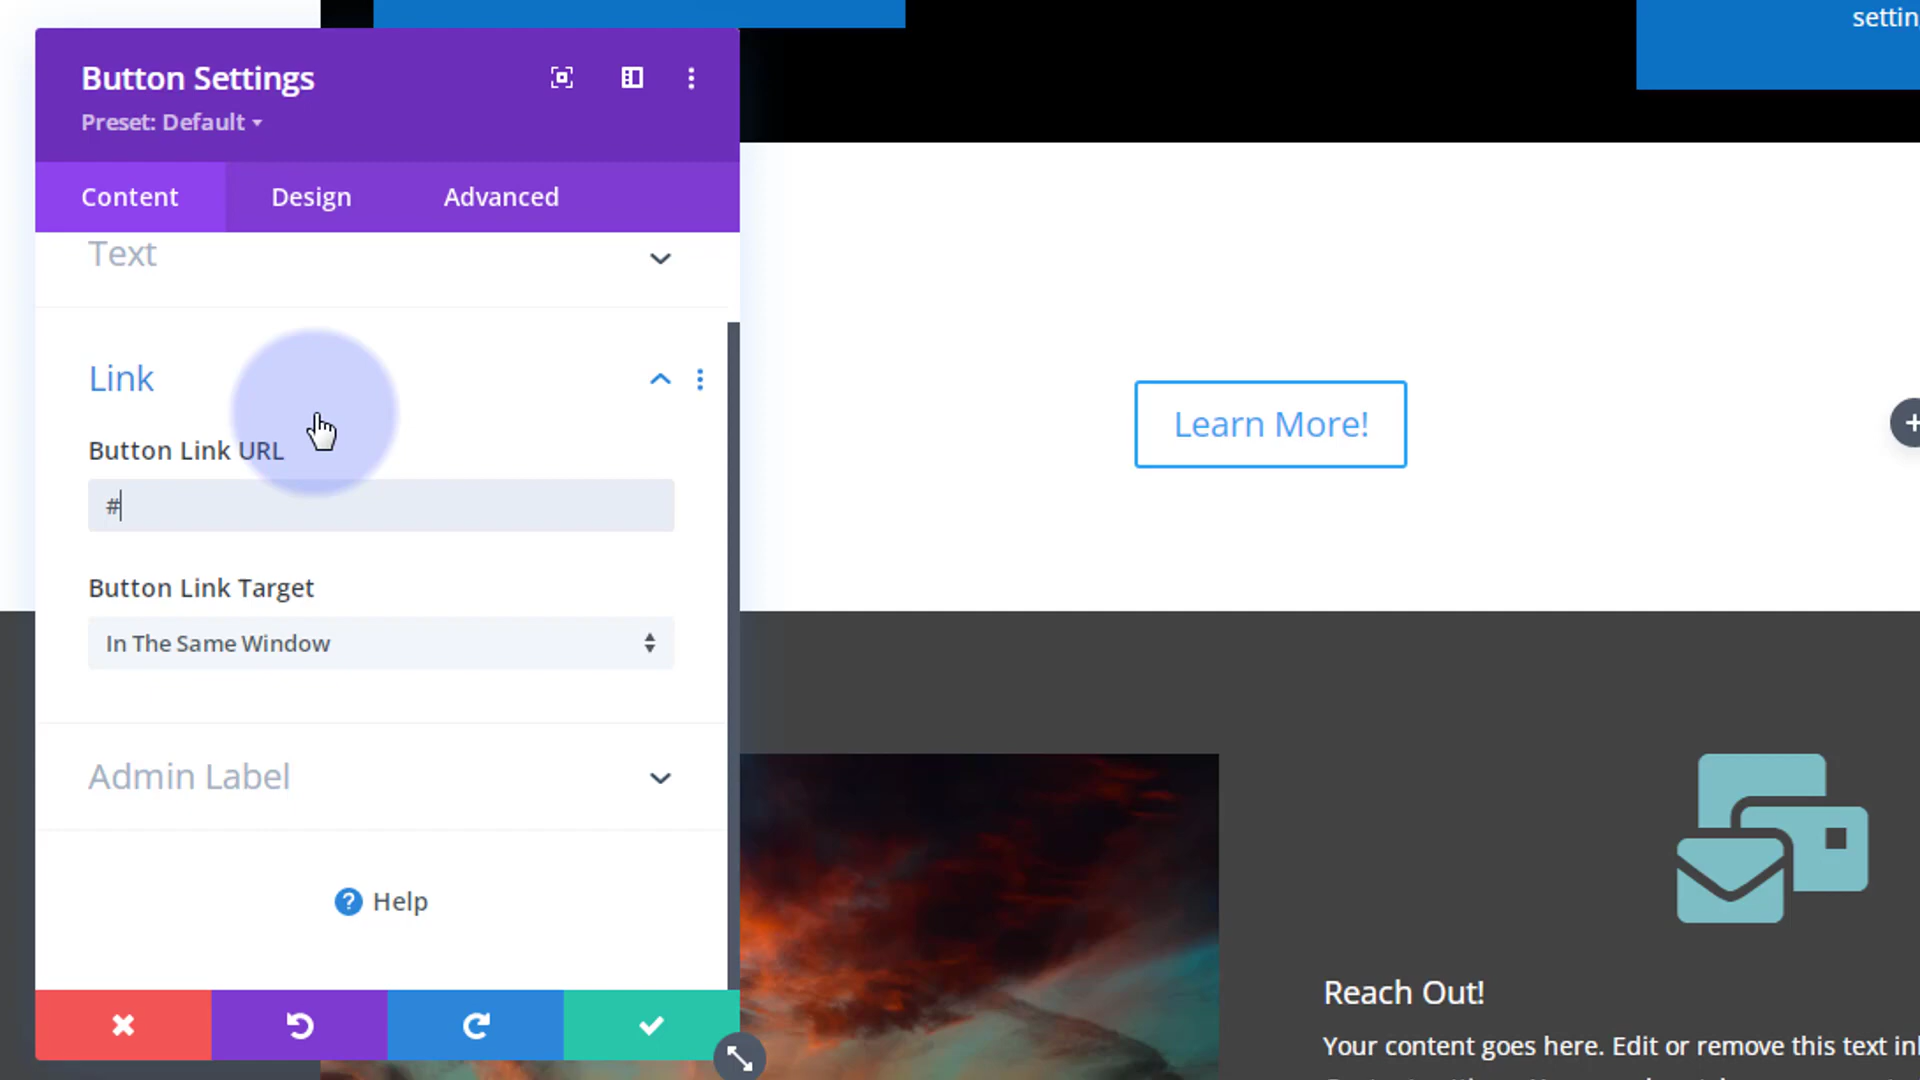 settin
Button Settings
Preset: Default
Content
Design
Advanced
Text
Link
Button Link URL
#
Button Link Target
In The Same Window
Admin Label
? Help
Learn More!
Reach Out!
Your content goes here. Edit or remove this text inl